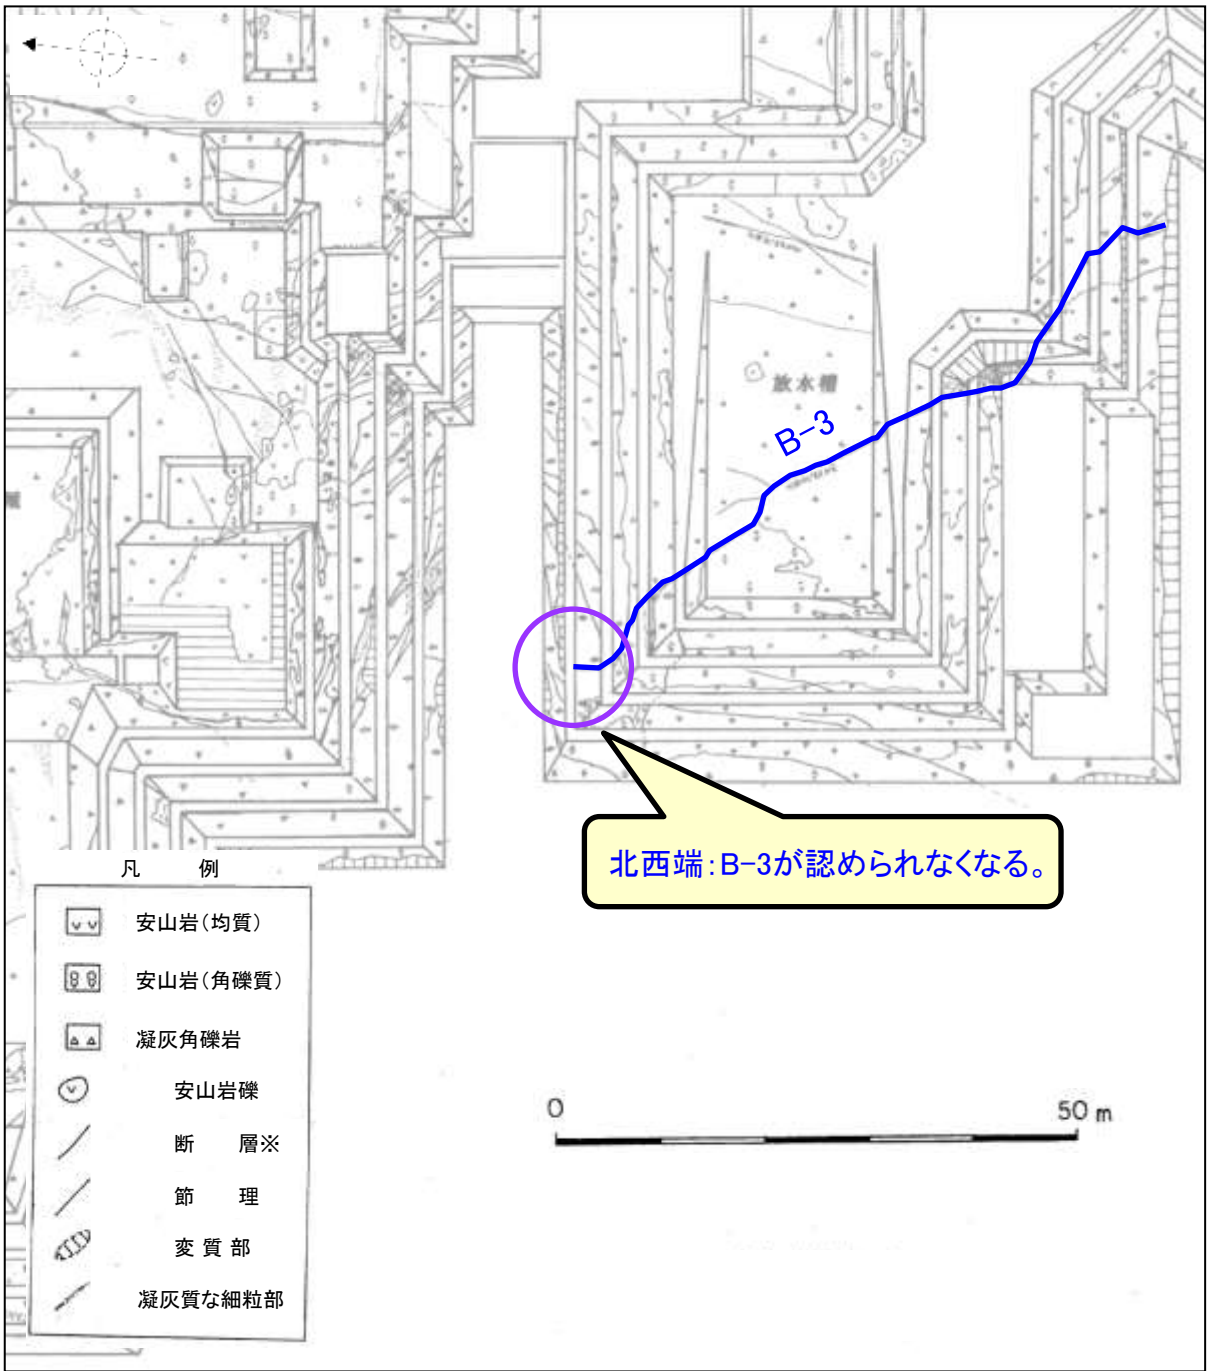 放水槽
B-3
北西端：B-3が認められなくなる。
凡　例
安山岩（均質）
安山岩（角礫質）
凝灰角礫岩
安山岩礫
断　層※
節　理
変 質 部
凝灰質な細粒部
0
50 m